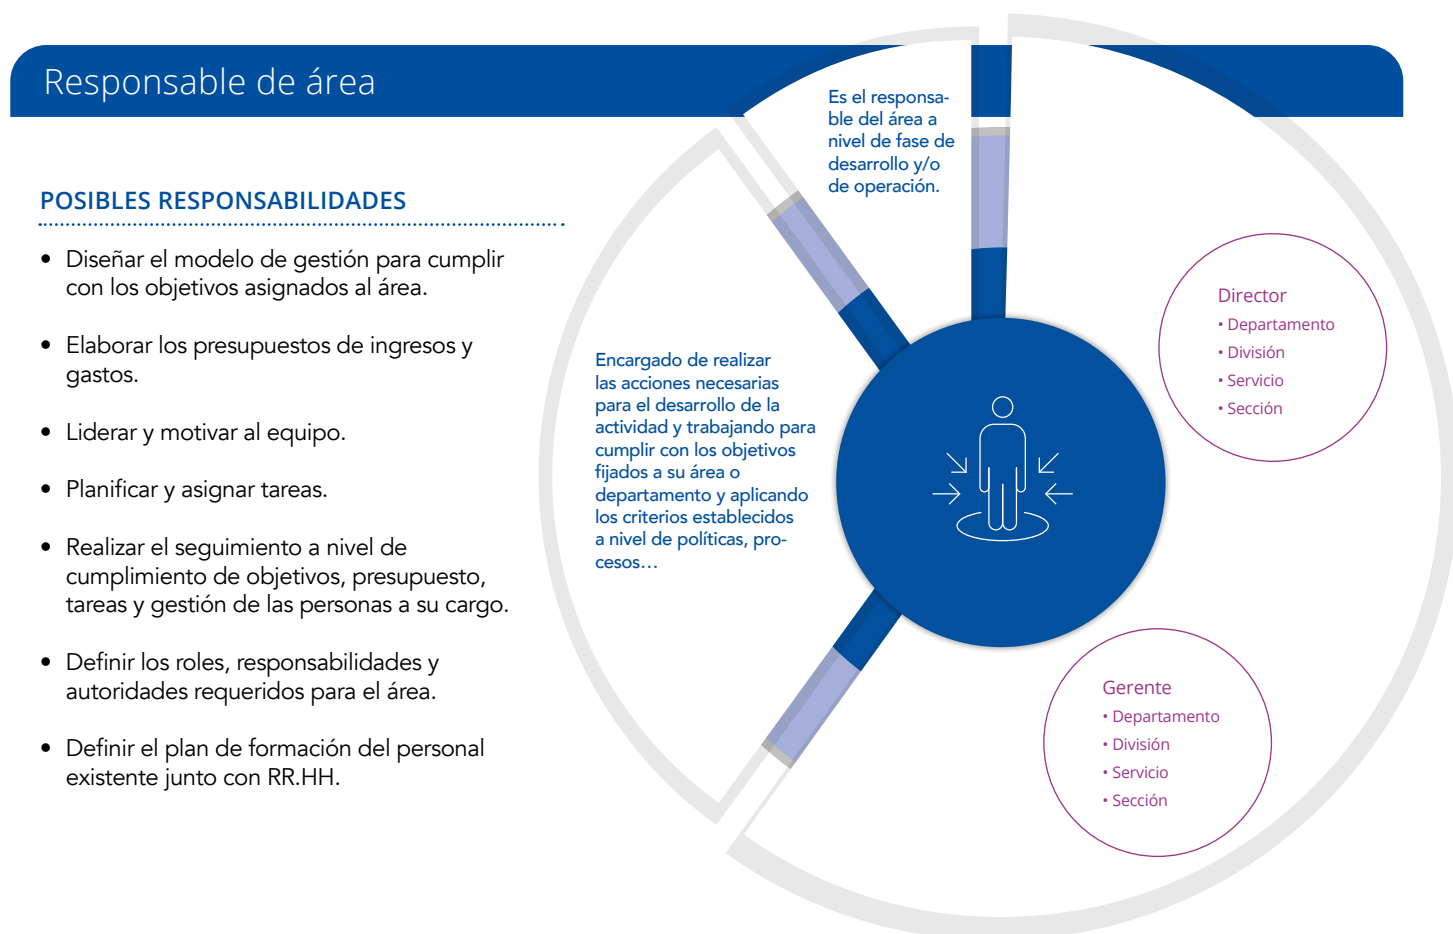 Responsable de área
POSIBLES RESPONSABILIDADES
• Diseñar el modelo de gestión para cumplir
con los objetivos asignados al área.
• Elaborar los presupuestos de ingresos y
gastos.
• Liderar y motivar al equipo.
• Planificar y asignar tareas.
• Realizar el seguimiento a nivel de
cumplimiento de objetivos, presupuesto,
tareas y gestión de las personas a su cargo.
• Definir los roles, responsabilidades y
autoridades requeridos para el área.
• Definir el plan de formación del personal
existente junto con RR.HH.
Es el responsa-
ble del área a
nivel de fase de
desarrollo y/o
de operación.
Encargado de realizar
las acciones necesarias
para el desarrollo de la
actividad y trabajando para
cumplir con los objetivos
fijados a su área o
departamento y aplicando
los criterios establecidos
a nivel de políticas, pro-
cesos…
Director
• Departamento
• División
• Servicio
• Sección
Gerente
• Departamento
• División
• Servicio
• Sección